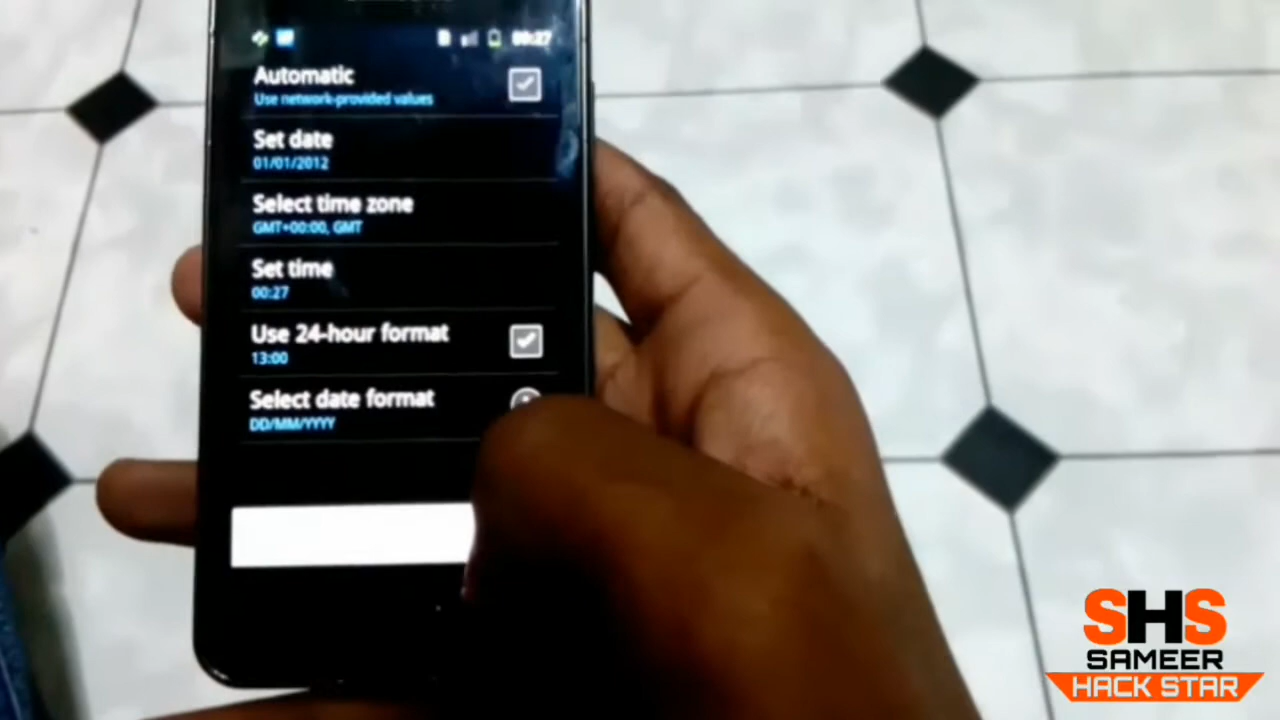 00:27
Automatic
Use network-provided values
Set date
01/01/2012
Select time zone
GMT+00:00, GMT
Set time
00:27
Use 24-hour format
13:00
Select date format
DD/MM/YYYY
SHS
SAMEER
HACK STAR